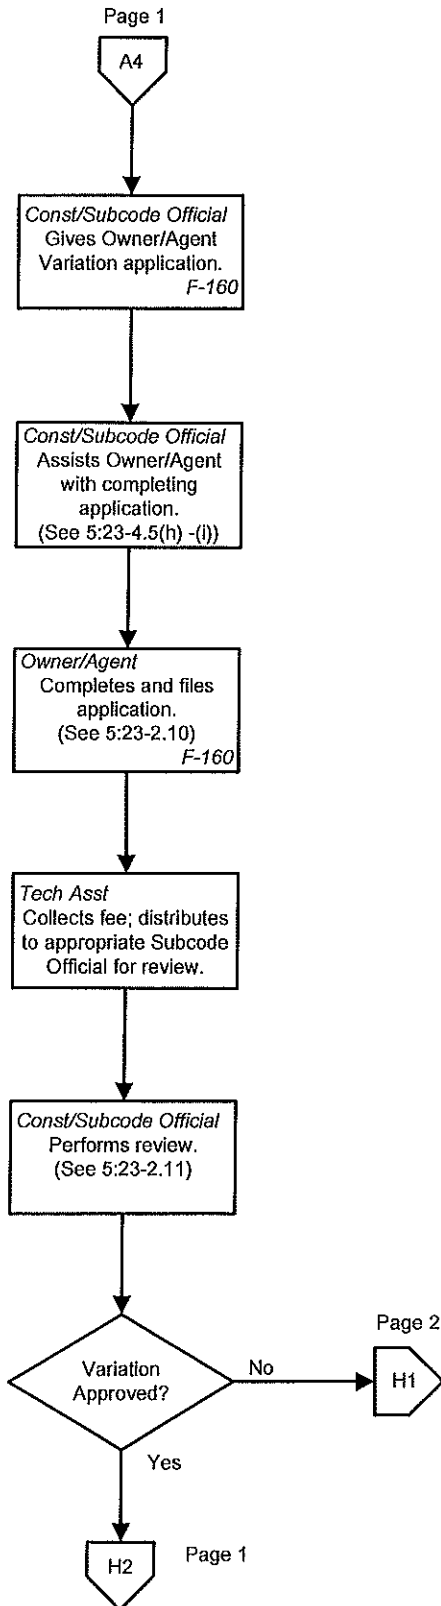 Page 1
A4
Const/Subcode Official
Gives Owner/Agent
Variation application.
F-160
Const/Subcode Official
Assists Owner/Agent
with completing
application.
(See 5:23-4.5(h) -(i))
Owner/Agent
Completes and files
application.
(See 5:23-2.10)
F-160
Tech Asst
Collects fee; distributes
to appropriate Subcode
Official for review.
Const/Subcode Official
Performs review.
(See 5:23-2.11)
Variation
Approved?
No
Page 2
H1
Yes
H2
Page 1